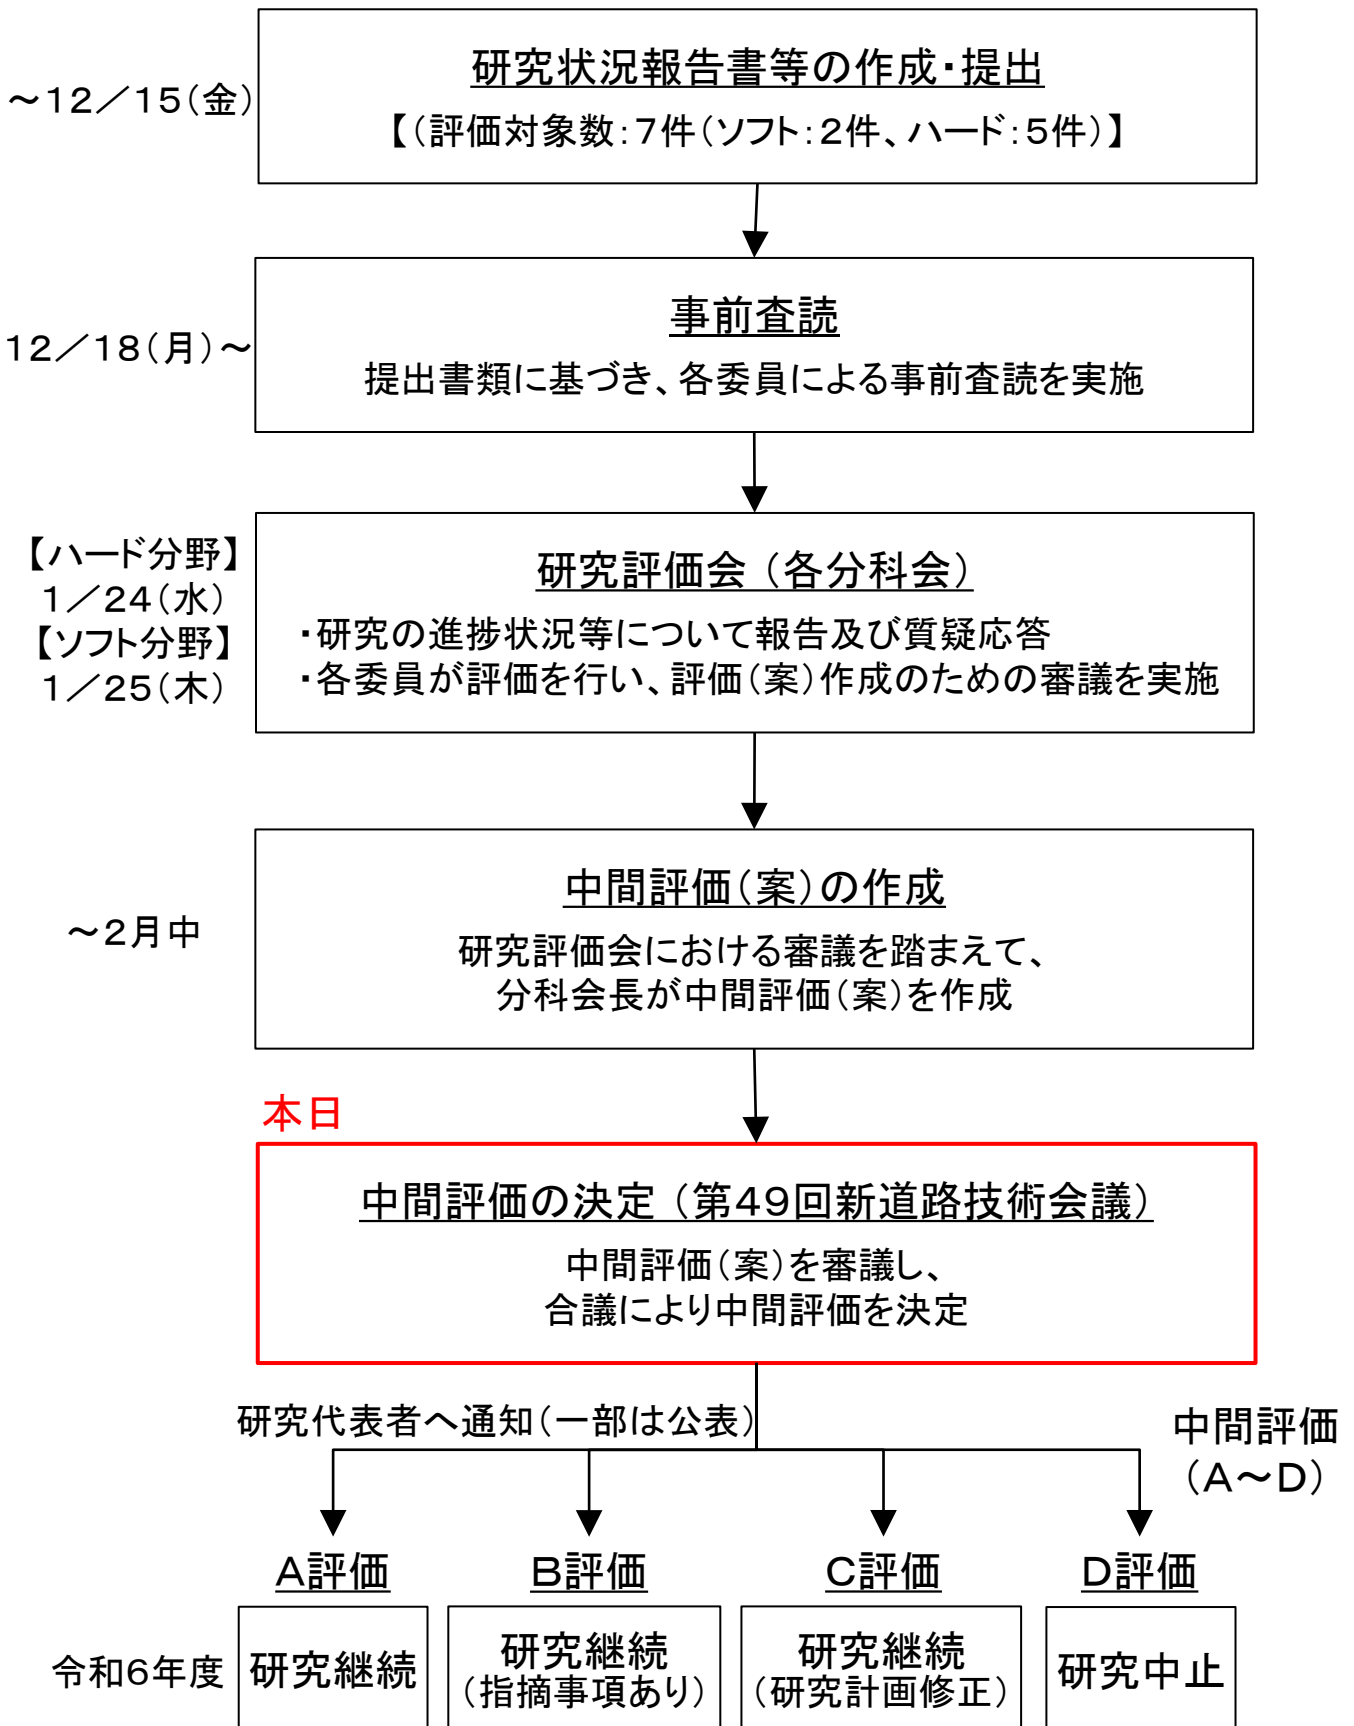 研究状況報告書等の作成・提出
～１２／１５（金）
【（評価対象数：７件（ソフト：２件、ハード：５件）】
事前査読
１２／１８（月）～
提出書類に基づき、各委員による事前査読を実施
【ハード分野】
１／２４（水）
【ソフト分野】
１／２５（木）
研究評価会（各分科会）
・研究の進捗状況等について報告及び質疑応答
・各委員が評価を行い、評価（案）作成のための審議を実施
中間評価（案）の作成
～２月中
研究評価会における審議を踏まえて、
分科会長が中間評価（案）を作成
本日
中間評価の決定（第４９回新道路技術会議）
中間評価（案）を審議し、
合議により中間評価を決定
研究代表者へ通知（一部は公表）
中間評価
（Ａ～Ｄ）
Ａ評価
Ｂ評価
Ｃ評価
Ｄ評価
令和６年度
研究継続
研究継続
（指摘事項あり）
研究継続
（研究計画修正）
研究中止